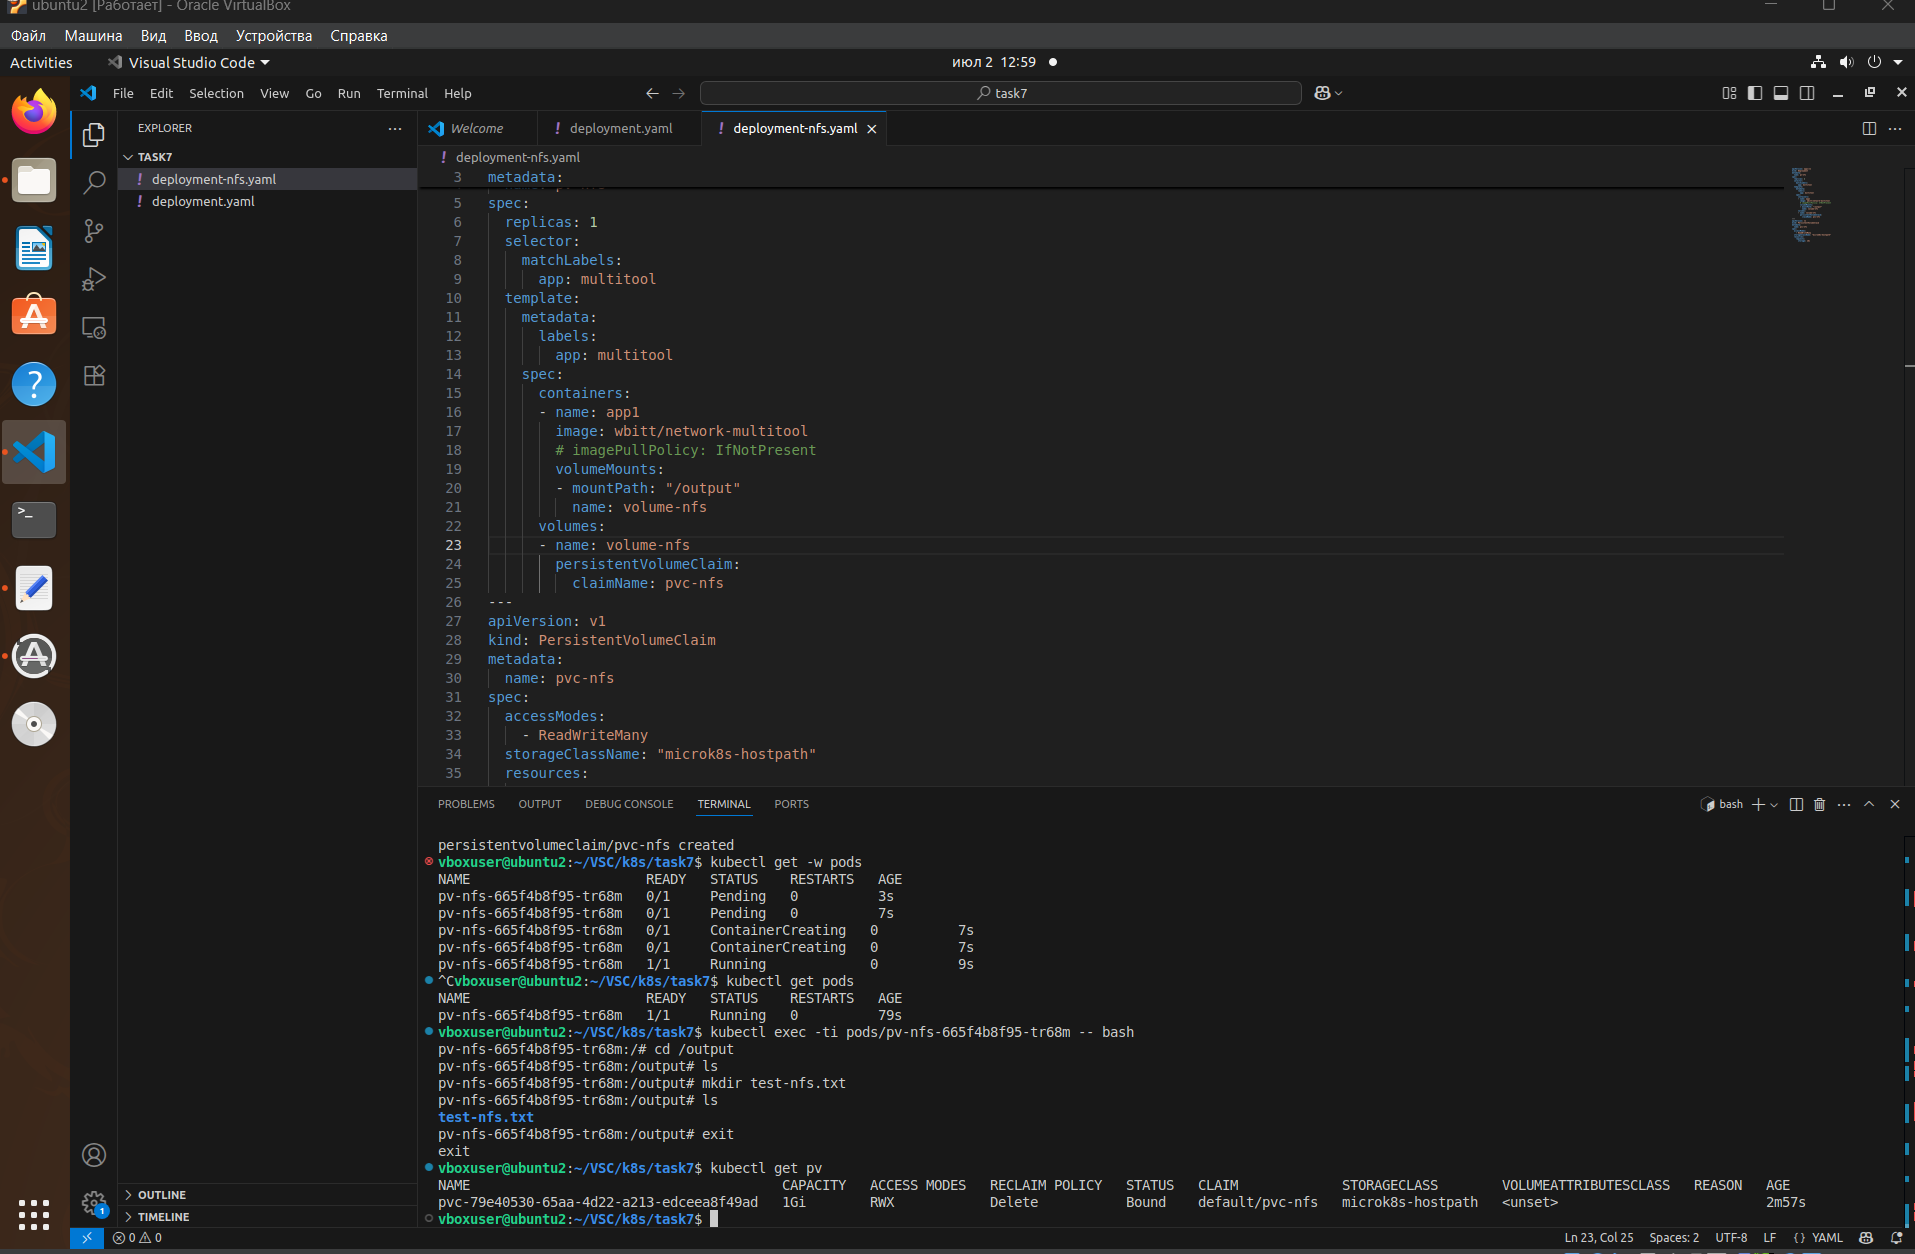 ubuntu2 [Работает] - Oracle VirtualBox
Файл Машина Вид Ввод Устройства Справка
Activities Visual Studio Code июл 2 12:59
File Edit Selection View Go Run Terminal Help task7
EXPLORER
TASK7
deployment-nfs.yaml
deployment.yaml
OUTLINE
TIMELINE
Welcome ! deployment.yaml ! deployment-nfs.yaml
! deployment-nfs.yaml
3 metadata:
5 spec:
6 replicas: 1
7 selector:
8 matchLabels:
9 app: multitool
10 template:
11 metadata:
12 labels:
13 app: multitool
14 spec:
15 containers:
16 - name: app1
17 image: wbitt/network-multitool
18 # imagePullPolicy: IfNotPresent
19 volumeMounts:
20 - mountPath: "/output"
21 name: volume-nfs
22 volumes:
23 - name: volume-nfs
24 persistentVolumeClaim:
25 claimName: pvc-nfs
26 ---
27 apiVersion: v1
28 kind: PersistentVolumeClaim
29 metadata:
30 name: pvc-nfs
31 spec:
32 accessModes:
33 - ReadWriteMany
34 storageClassName: "microk8s-hostpath"
35 resources:
PROBLEMS OUTPUT DEBUG CONSOLE TERMINAL PORTS bash
persistentvolumeclaim/pvc-nfs created
vboxuser@ubuntu2:~/VSC/k8s/task7$ kubectl get -w pods
NAME READY STATUS RESTARTS AGE
pv-nfs-665f4b8f95-tr68m 0/1 Pending 0 3s
pv-nfs-665f4b8f95-tr68m 0/1 Pending 0 7s
pv-nfs-665f4b8f95-tr68m 0/1 ContainerCreating 0 7s
pv-nfs-665f4b8f95-tr68m 0/1 ContainerCreating 0 7s
pv-nfs-665f4b8f95-tr68m 1/1 Running 0 9s
^Cvboxuser@ubuntu2:~/VSC/k8s/task7$ kubectl get pods
NAME READY STATUS RESTARTS AGE
pv-nfs-665f4b8f95-tr68m 1/1 Running 0 79s
vboxuser@ubuntu2:~/VSC/k8s/task7$ kubectl exec -ti pods/pv-nfs-665f4b8f95-tr68m -- bash
pv-nfs-665f4b8f95-tr68m:/# cd /output
pv-nfs-665f4b8f95-tr68m:/output# ls
pv-nfs-665f4b8f95-tr68m:/output# mkdir test-nfs.txt
pv-nfs-665f4b8f95-tr68m:/output# ls
test-nfs.txt
pv-nfs-665f4b8f95-tr68m:/output# exit
exit
vboxuser@ubuntu2:~/VSC/k8s/task7$ kubectl get pv
NAME CAPACITY ACCESS MODES RECLAIM POLICY STATUS CLAIM STORAGECLASS VOLUMEATTRIBUTESCLASS REASON AGE
pvc-79e40530-65aa-4d22-a213-edceea8f49ad 1Gi RWX Delete Bound default/pvc-nfs microk8s-hostpath <unset> 2m57s
vboxuser@ubuntu2:~/VSC/k8s/task7$
0 0 Ln 23, Col 25 Spaces: 2 UTF-8 LF {} YAML